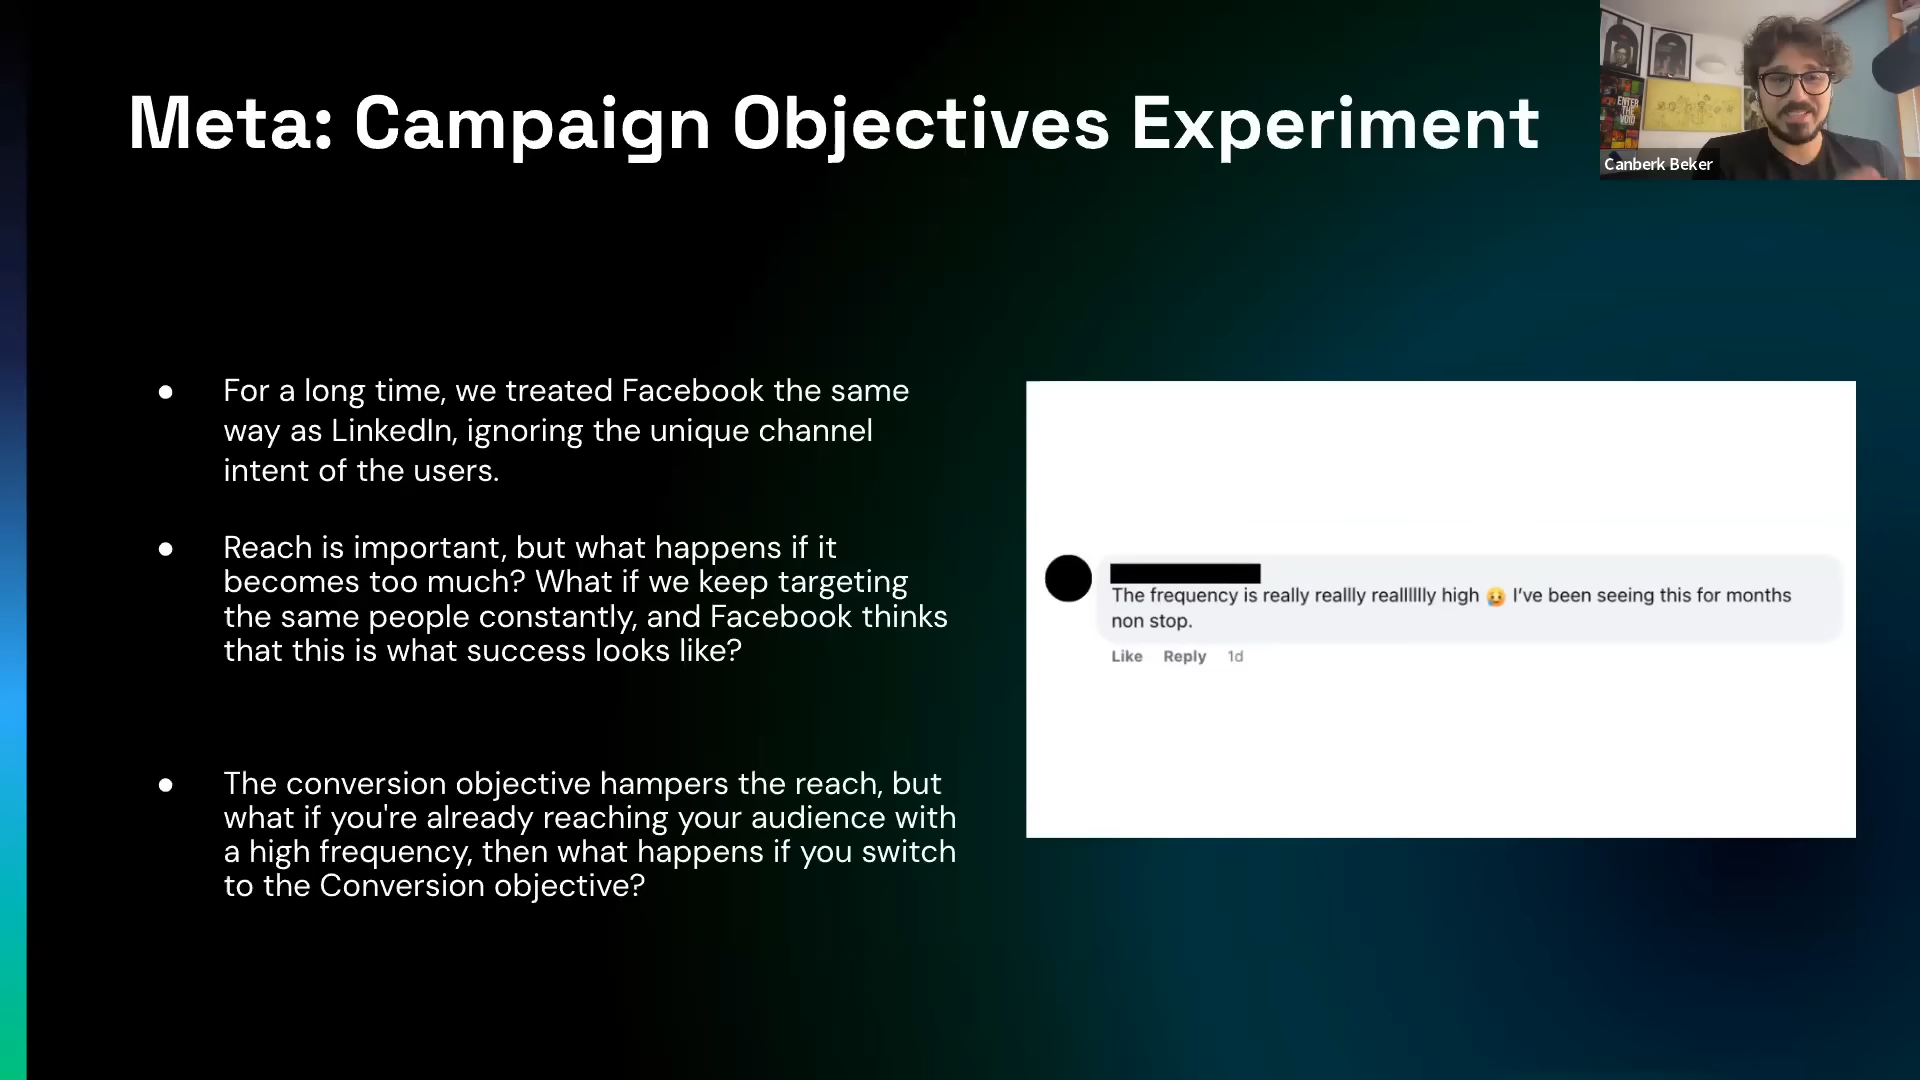 Meta: Campaign Objectives Experiment
ENTER
THE
VOID
Canberk Beker
● For a long time, we treated Facebook the same
way as LinkedIn, ignoring the unique channel
intent of the users.
● Reach is important, but what happens if it
becomes too much? What if we keep targeting
the same people constantly, and Facebook thinks
that this is what success looks like?
● The conversion objective hampers the reach, but
what if you're already reaching your audience with
a high frequency, then what happens if you switch
to the Conversion objective?
The frequency is really reallly realllllly high 😥 I've been seeing this for months
non stop.
Like Reply 1d